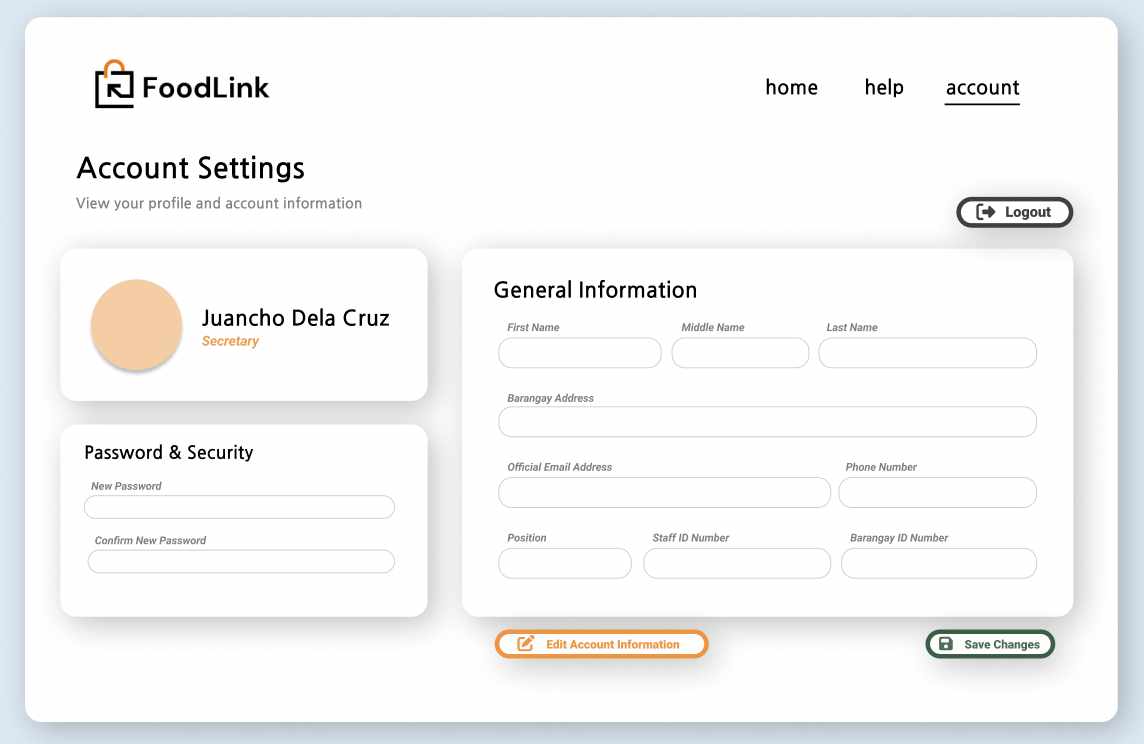 FoodLink
home help account
Account Settings
View your profile and account information
Logout
Juancho Dela Cruz
Secretary
Password & Security
New Password
Confirm New Password
General Information
First Name Middle Name Last Name
Barangay Address
Official Email Address Phone Number
Position Staff ID Number Barangay ID Number
Edit Account Information Save Changes